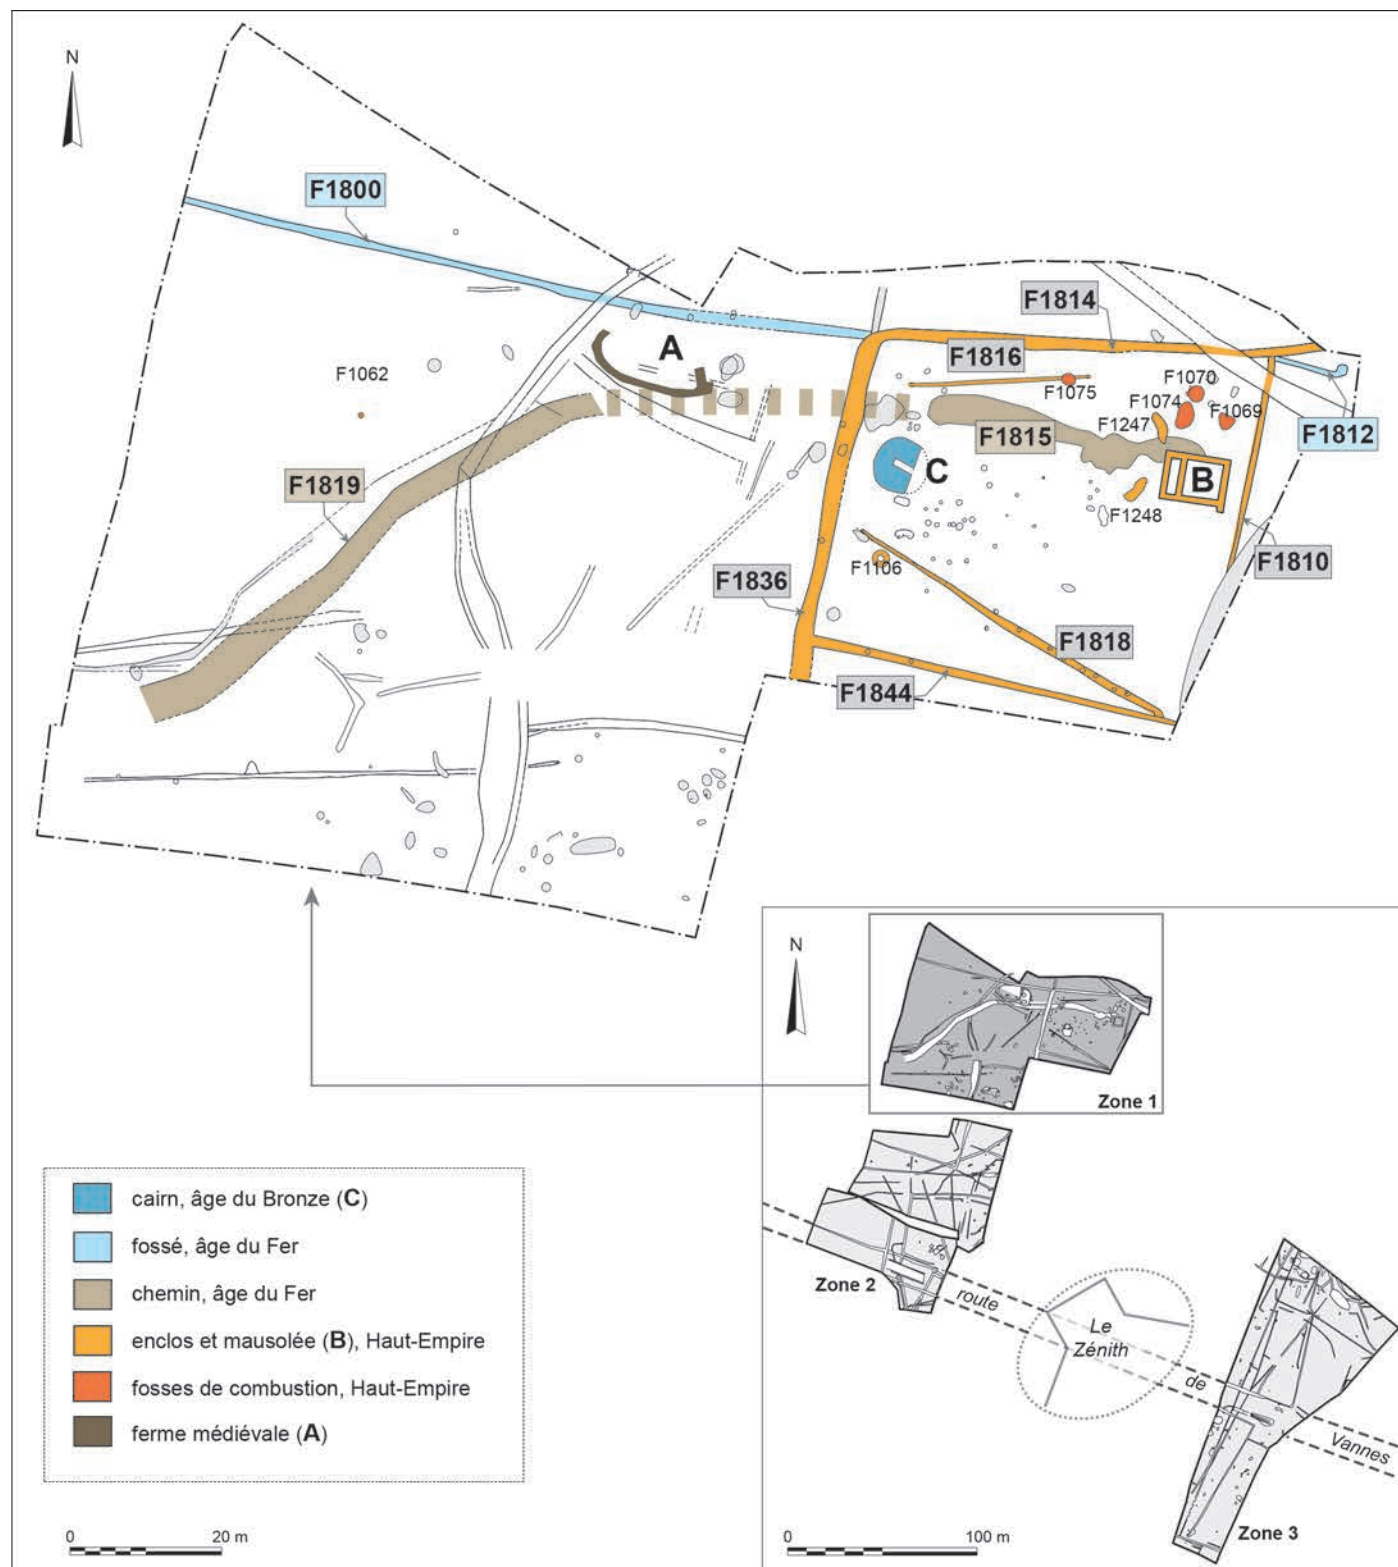 N
F1800
F1814
A
F1816
F1062
F1075
F1070
F1074
F1069
F1247
F1812
F1815
C
B
F1819
F1248
F1106
F1810
F1836
F1818
F1844
N
Zone 1
cairn, âge du Bronze (C)
fossé, âge du Fer
chemin, âge du Fer
enclos et mausolée (B), Haut-Empire
fosses de combustion, Haut-Empire
ferme médiévale (A)
Zone 2
route
Le
Zénith
de
Vannes
Zone 3
0 20 m
0 100 m